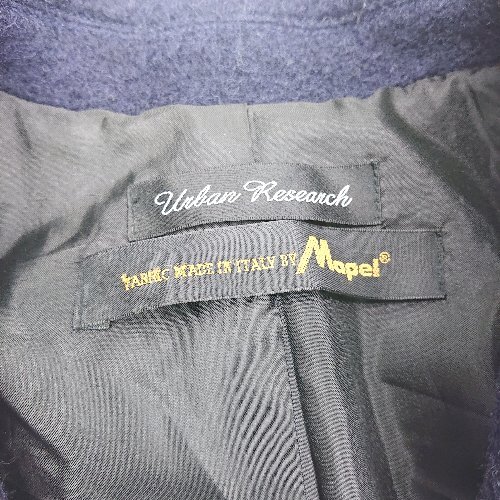 Urban Research
FABRIC MADE IN ITALY BY Mapel®